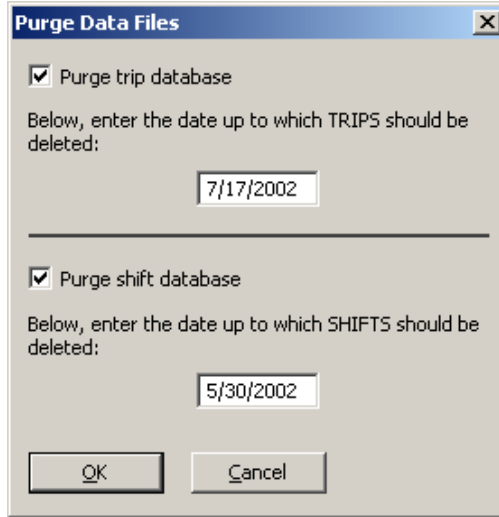 Purge Data Files
Purge trip database
Below, enter the date up to which TRIPS should be
deleted:
7/17/2002
Purge shift database
Below, enter the date up to which SHIFTS should be
deleted:
5/30/2002
OK Cancel